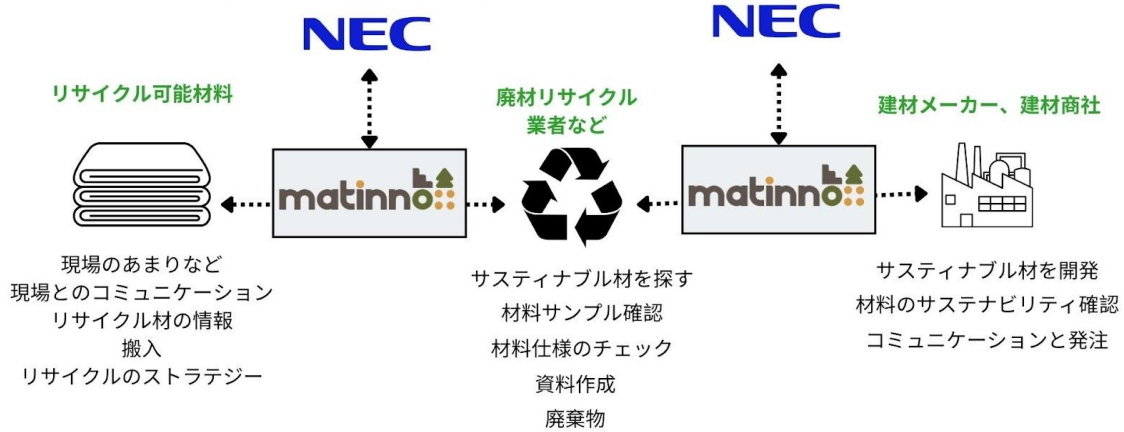 NEC
リサイクル可能材料
matinno
現場のあまりなど
現場とのコミュニケーション
リサイクル材の情報
搬入
リサイクルのストラテジー
廃材リサイクル
業者など
サスティナブル材を探す
材料サンプル確認
材料仕様のチェック
資料作成
廃棄物
NEC
matinno
建材メーカー、建材商社
サスティナブル材を開発
材料のサステナビリティ確認
コミュニケーションと発注